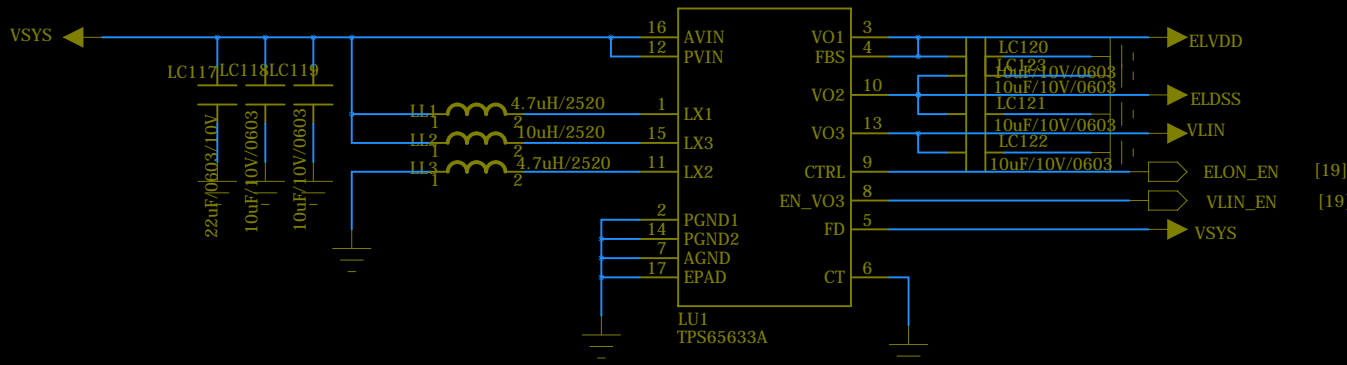 VSYS
LC117
LC118
LC119
22uF/0603/10V
10uF/10V/0603
10uF/10V/0603
LL1
1
4.7uH/2520
2
LL2
1
10uH/2520
2
LL3
1
4.7uH/2520
2
16
AVIN
12
PVIN
1
LX1
15
LX3
11
LX2
2
PGND1
14
PGND2
7
AGND
17
EPAD
VO1
3
FBS
4
VO2
10
VO3
13
CTRL
9
EN_VO3
8
FD
5
CT
6
LU1
TPS65633A
LC120
10uF/10V/0603
LC123
10uF/10V/0603
LC121
10uF/10V/0603
LC122
10uF/10V/0603
ELVDD
ELDSS
VLIN
ELON_EN [19]
VLIN_EN [19]
VSYS